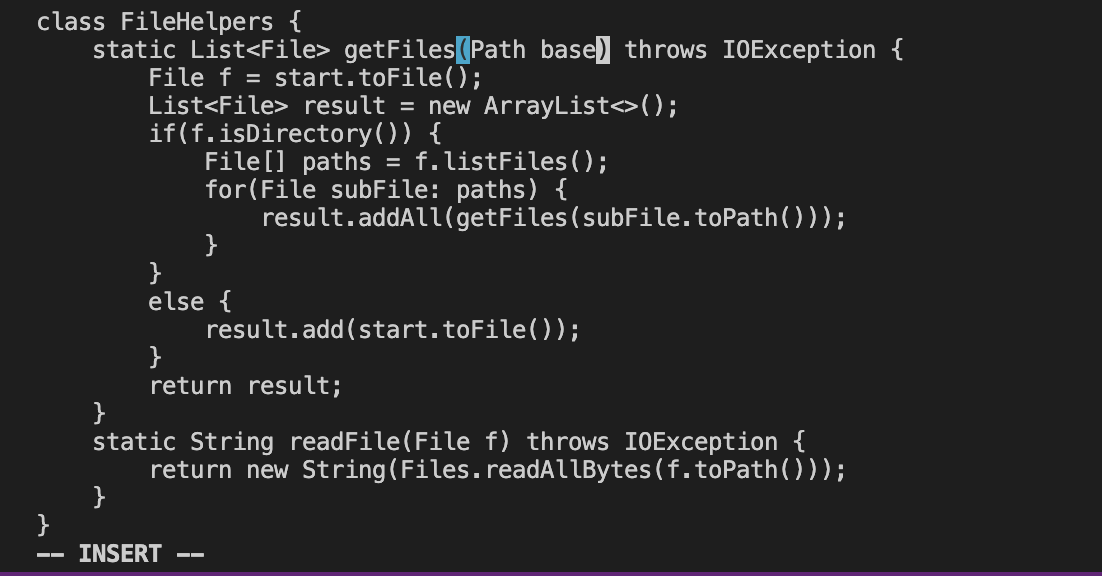 class FileHelpers {
    static List<File> getFiles(Path base) throws IOException {
        File f = start.toFile();
        List<File> result = new ArrayList<>();
        if(f.isDirectory()) {
            File[] paths = f.listFiles();
            for(File subFile: paths) {
                result.addAll(getFiles(subFile.toPath()));
            }
        }
        else {
            result.add(start.toFile());
        }
        return result;
    }
    static String readFile(File f) throws IOException {
        return new String(Files.readAllBytes(f.toPath()));
    }
}
-- INSERT --